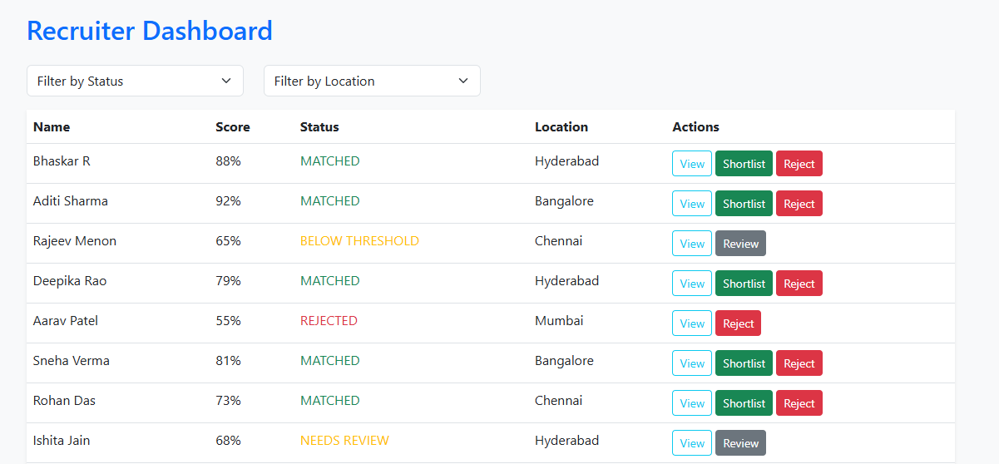 Recruiter Dashboard
Filter by Status Filter by Location
Name Score Status Location Actions
Bhaskar R 88% MATCHED Hyderabad View Shortlist Reject
Aditi Sharma 92% MATCHED Bangalore View Shortlist Reject
Rajeev Menon 65% BELOW THRESHOLD Chennai View Review
Deepika Rao 79% MATCHED Hyderabad View Shortlist Reject
Aarav Patel 55% REJECTED Mumbai View Reject
Sneha Verma 81% MATCHED Bangalore View Shortlist Reject
Rohan Das 73% MATCHED Chennai View Shortlist Reject
Ishita Jain 68% NEEDS REVIEW Hyderabad View Review